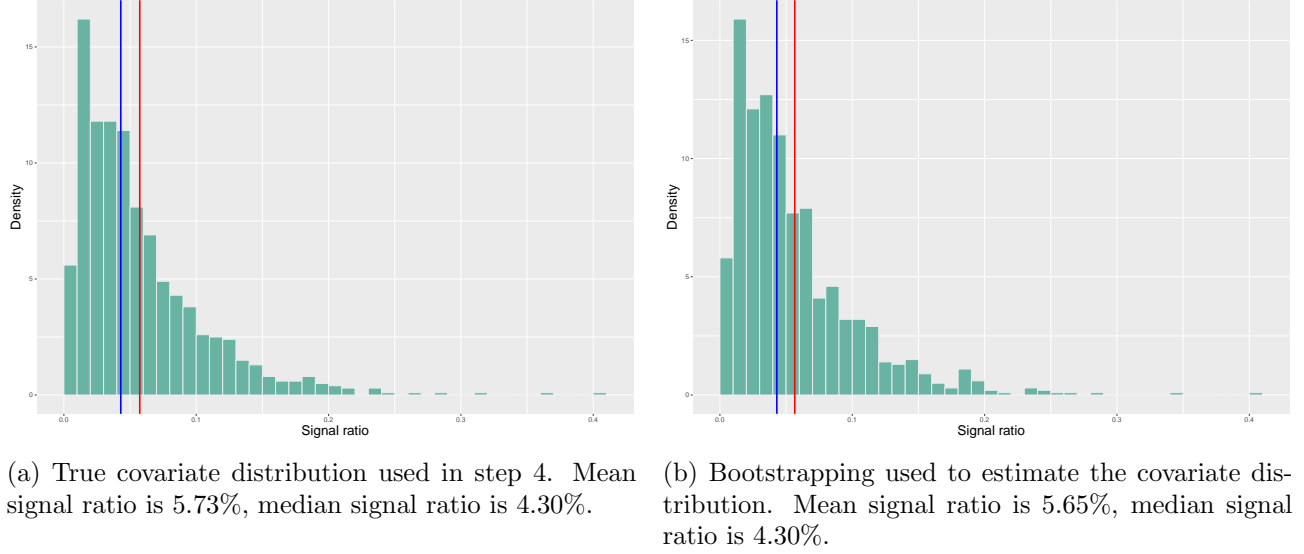 15
10
5
0
Density
0.0 0.1 0.2 0.3 0.4
Signal ratio
15
10
5
0
Density
0.0 0.1 0.2 0.3 0.4
Signal ratio
(a) True covariate distribution used in step 4. Mean
signal ratio is 5.73%, median signal ratio is 4.30%.
(b) Bootstrapping used to estimate the covariate dis-
tribution. Mean signal ratio is 5.65%, median signal
ratio is 4.30%.